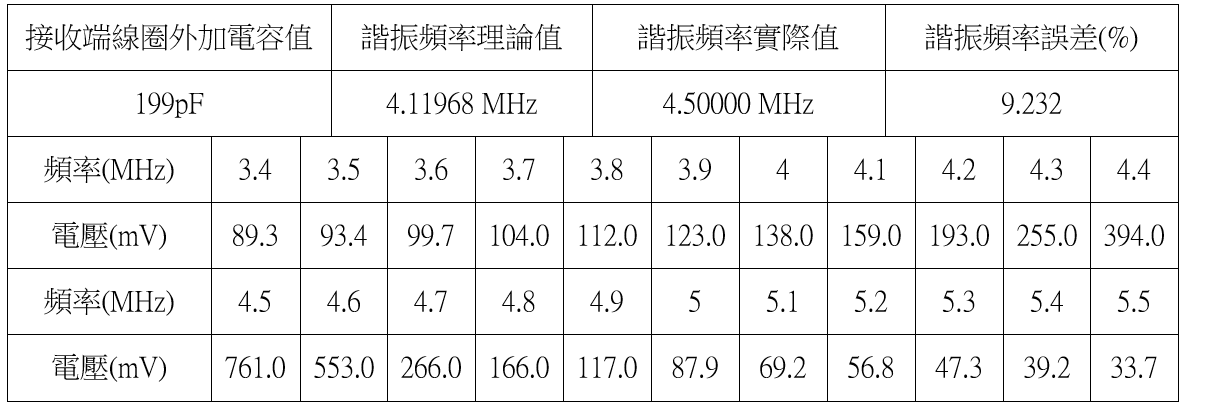 接收端線圈外加電容值 諧振頻率理論值 諧振頻率實際值 諧振頻率誤差(%)
199pF 4.11968 MHz 4.50000 MHz 9.232
頻率(MHz) 3.4 3.5 3.6 3.7 3.8 3.9 4 4.1 4.2 4.3 4.4
電壓(mV) 89.3 93.4 99.7 104.0 112.0 123.0 138.0 159.0 193.0 255.0 394.0
頻率(MHz) 4.5 4.6 4.7 4.8 4.9 5 5.1 5.2 5.3 5.4 5.5
電壓(mV) 761.0 553.0 266.0 166.0 117.0 87.9 69.2 56.8 47.3 39.2 33.7